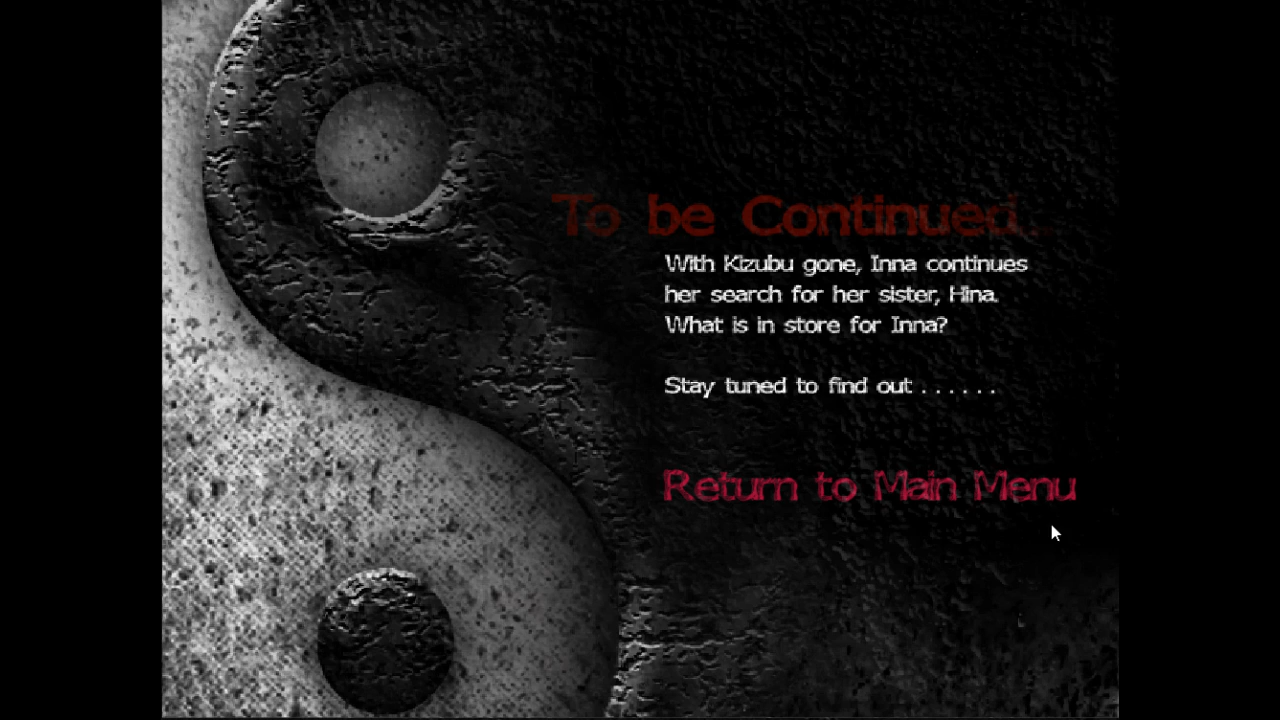 To be Continued...
With Kizubu gone, Inna continues
her search for her sister, Hina.
What is in store for Inna?
Stay tuned to find out . . . . . .
Return to Main Menu